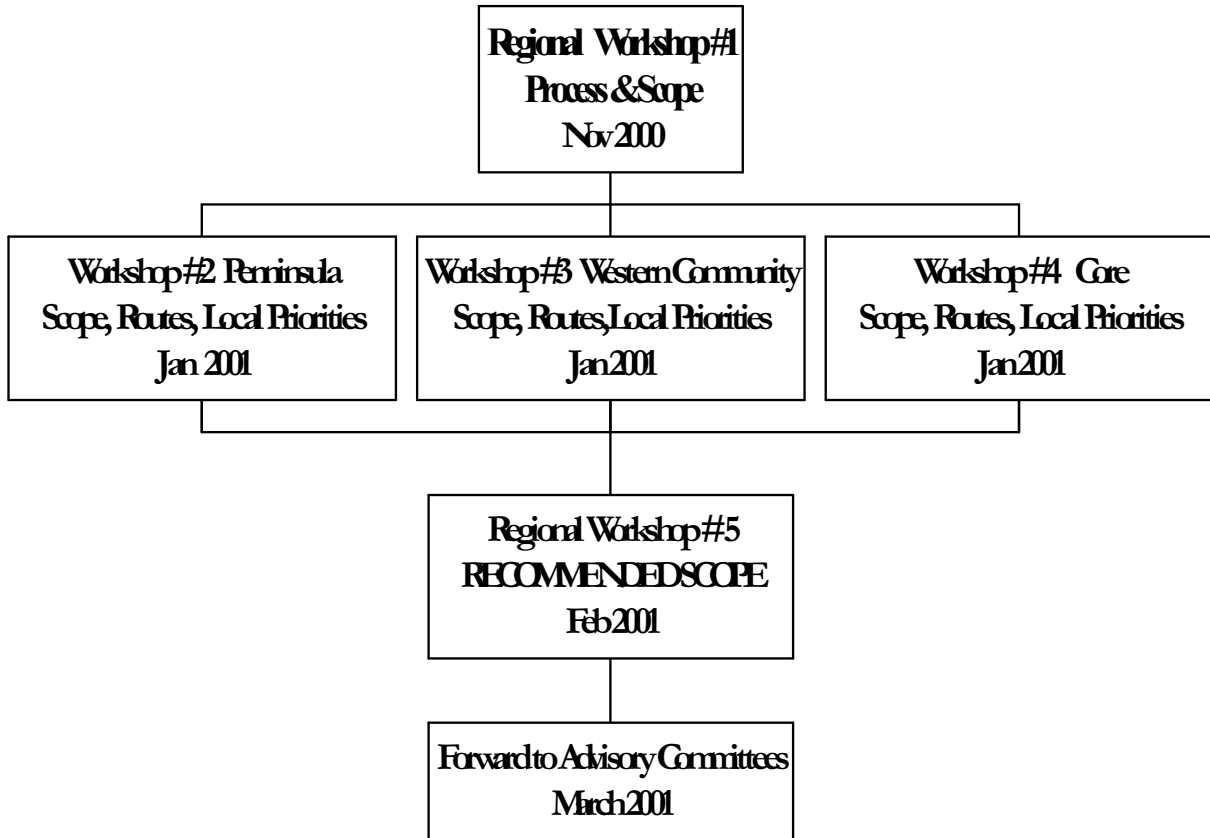 Regional Workshop #1
Process & Scope
Nov 2000
Workshop #2 Penninsula
Scope, Routes, Local Priorities
Jan 2001
Workshop #3 Western Community
Scope, Routes, Local Priorities
Jan 2001
Workshop #4 Core
Scope, Routes, Local Priorities
Jan 2001
Regional Workshop #5
RECOMMENDED SCOPE
Feb 2001
Forward to Advisory Committees
March 2001